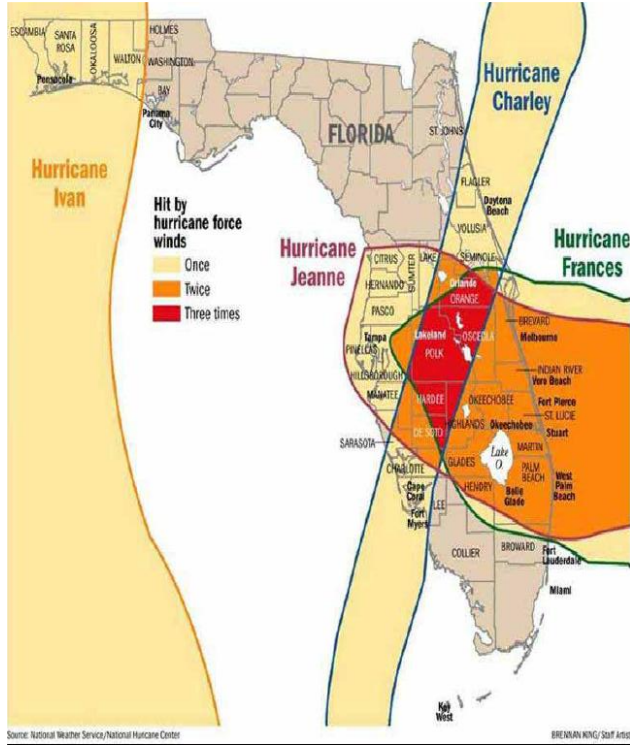 ESCAMBIA
SANTA
ROSA
OKALOOSA
WALTON
HOLMES
WASHINGTON
BAY
Pensacola
Panama
City
Hurricane
Ivan
FLORIDA
ST. JOHNS
Hurricane
Charley
FLAGLER
Daytona
Beach
VOLUSIA
Hit by
hurricane force
winds
Once
Twice
Three times
Hurricane
Jeanne
Hurricane
Frances
CITRUS
SUMTER
LAKE
SEMINOLE
HERNANDO
Orlando
ORANGE
PASCO
Tampa
Lakeland
OSCEOLA
BREVARD
Melbourne
PINELLAS
POLK
HILLSBOROUGH
INDIAN RIVER
Vero Beach
MANATEE
HARDEE
OKEECHOBEE
Fort Pierce
ST. LUCIE
SARASOTA
DE SOTO
HIGHLANDS
Okeechobee
Stuart
CHARLOTTE
GLADES
Lake
O.
MARTIN
PALM
BEACH
West
Palm
Beach
Cape
Coral
HENDRY
Belle
Glade
Fort
Myers
LEE
COLLIER
BROWARD
Fort
Lauderdale
Miami
Key
West
Source: National Weather Service/National Huricane Center
BRENNAN KING/ Staff Artist